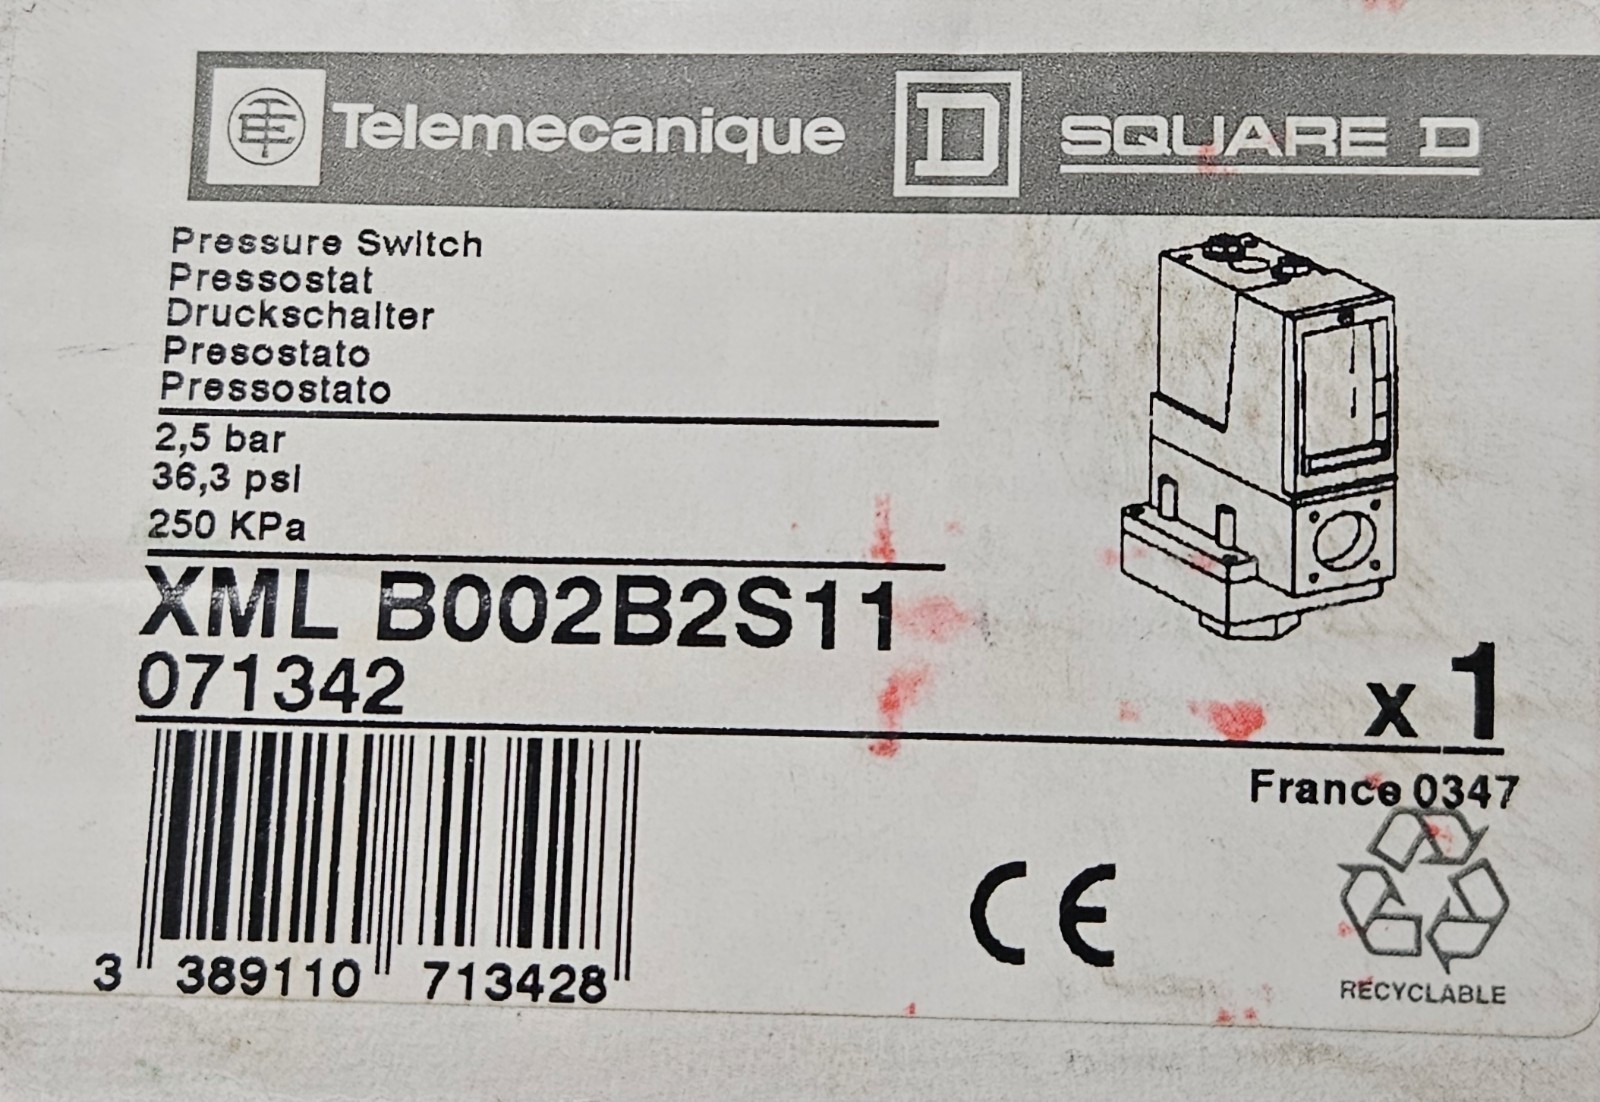 TE Telemecanique D SQUARE D
Pressure Switch
Pressostat
Druckschalter
Presostato
Pressostato
2,5 bar
36,3 psi
250 KPa
XML B002B2S11
071342
x 1
France 0347
3 389110 713428
CE
RECYCLABLE